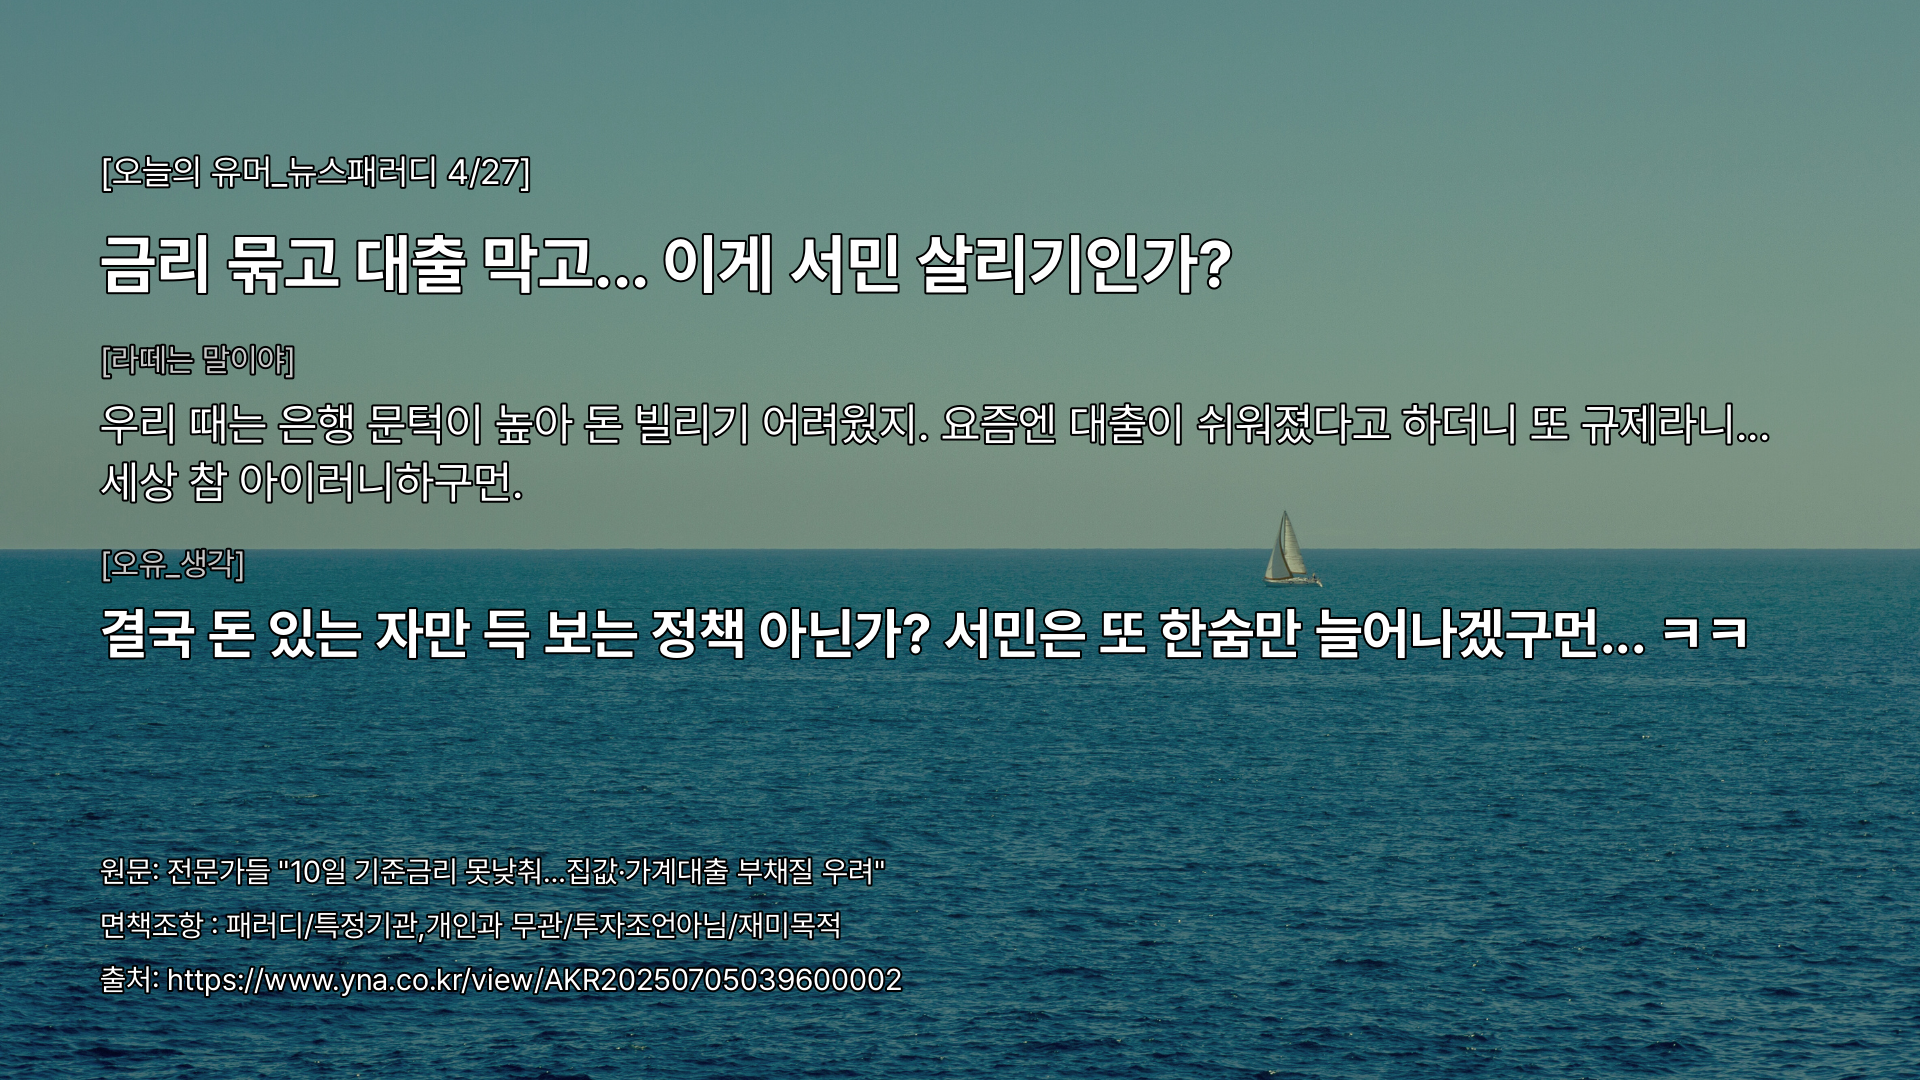 [오늘의 유머_뉴스패러디 4/27]
금리 묶고 대출 막고... 이게 서민 살리기인가?
[라떼는 말이야]
우리 때는 은행 문턱이 높아 돈 빌리기 어려웠지. 요즘엔 대출이 쉬워졌다고 하더니 또 규제라니...
세상 참 아이러니하구먼.
[오유_생각]
결국 돈 있는 자만 득 보는 정책 아닌가? 서민은 또 한숨만 늘어나겠구먼... ㅋㅋ
원문: 전문가들 "10일 기준금리 못낮춰...집값·가계대출 부채질 우려"
면책조항 : 패러디/특정기관,개인과 무관/투자조언아님/재미목적
출처: https://www.yna.co.kr/view/AKR20250705039600002